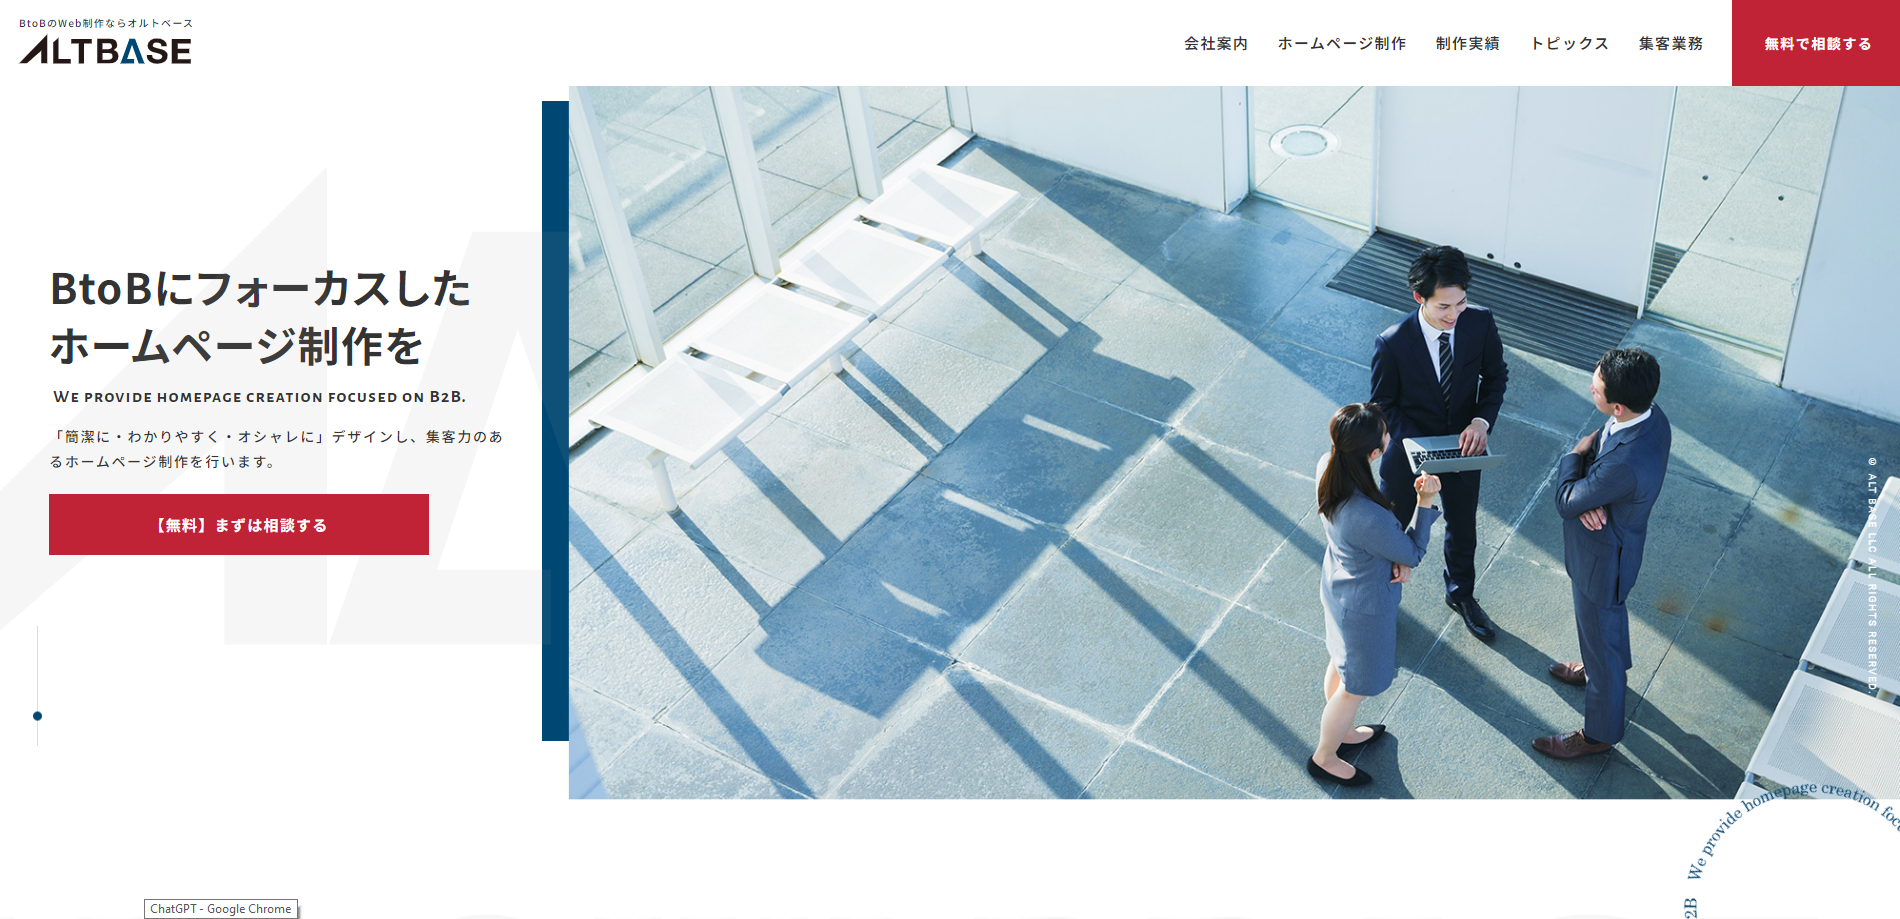 BtoBのWeb制作ならオルトベース
ALTBASE
会社案内
ホームページ制作
制作実績
トピックス
集客業務
無料で相談する
BtoBにフォーカスした
ホームページ制作を
We provide homepage creation focused on B2B.
「簡潔に・わかりやすく・オシャレに」デザインし、集客力のあ
るホームページ制作を行います。
【無料】まずは相談する
© ALT BASE LLC ALL RIGHTS RESERVED.
2B We provide homepage creation
ChatGPT - Google Chrome